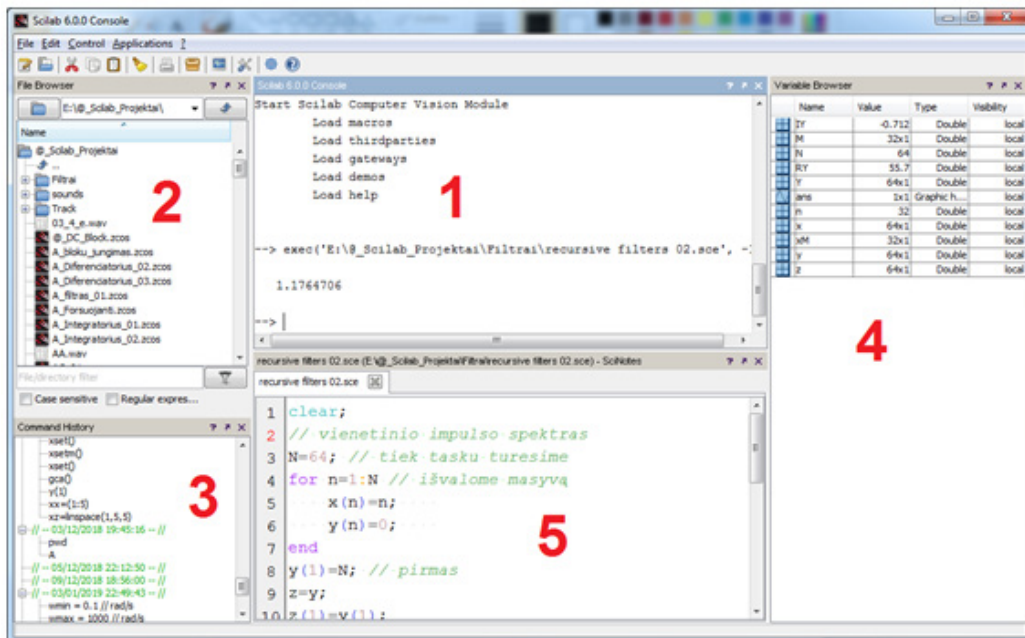 Scilab 6.0.0 Console
File Edit Control Applications ?
File Browser
E:\@_Scilab_Projektai\
Name
@_Scilab_Projektai
..
Filtrai
sounds
Track
03_4_e.wav
@_DC_Block.zcos
A_bloku_jungimas.zcos
A_Diferenciatorius_02.zcos
A_Diferenciatorius_03.zcos
A_filtras_01.zcos
A_Forsuojanti.zcos
A_Integratorius_01.zcos
A_Integratorius_02.zcos
AA.wav
File/directory filter
Case sensitive Regular expres...
2
Command History
xset()
xsetm()
xset()
gca()
y(1)
xx=(1:5)
xz=linspace(1,5,5)
// -- 03/12/2018 19:45:16 -- //
pwd
A
// -- 05/12/2018 22:12:50 -- //
// -- 09/12/2018 18:56:00 -- //
// -- 03/01/2019 22:49:43 -- //
wmin = 0.1 // rad/s
wmax = 1000 // rad/s
3
Scilab 6.0.0 Console
Start Scilab Computer Vision Module
Load macros
Load thirdparties
Load gateways
Load demos
Load help
1
--> exec('E:\@_Scilab_Projektai\Filtrai\recursive filters 02.sce', -1
1.1764706
-->
recursive filters 02.sce (E:\@_Scilab_Projektai\Filtrai\recursive filters 02.sce) - SciNotes
recursive filters 02.sce
1 clear;
2 // vienetinio impulso spektras
3 N=64; // tiek tasku turesime
4 for n=1:N // išvalome masyvą
5 x(n)=n;
6 y(n)=0;
7 end
8 y(1)=N; // pirmas
9 z=y;
10 z(1)=y(1);
5
Variable Browser
Name Value Type Visibility
IY -0.712 Double local
M 32x1 Double local
N 64 Double local
RY 55.7 Double local
Y 64x1 Double local
ans 1x1 Graphic h... local
n 32 Double local
x 64x1 Double local
xM 32x1 Double local
y 64x1 Double local
z 64x1 Double local
4